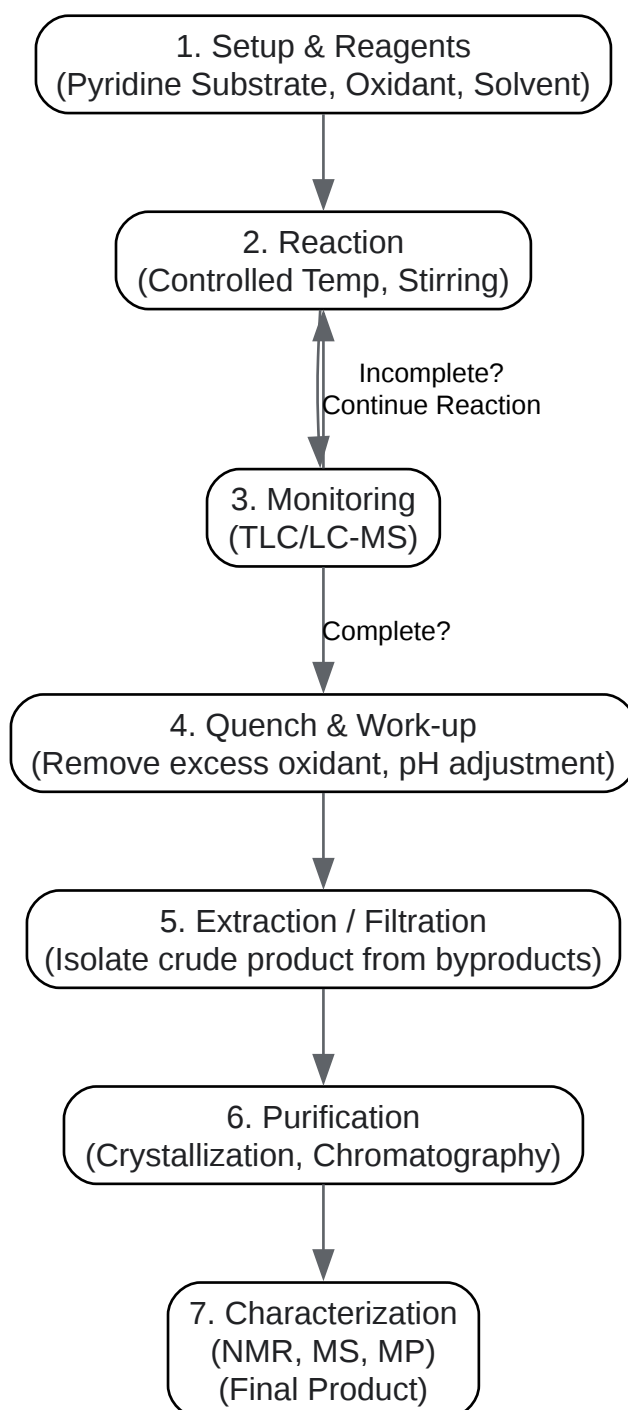 1. Setup & Reagents
(Pyridine Substrate, Oxidant, Solvent)
2. Reaction
(Controlled Temp, Stirring)
Incomplete?
Continue Reaction
3. Monitoring
(TLC/LC-MS)
Complete?
4. Quench & Work-up
(Remove excess oxidant, pH adjustment)
5. Extraction / Filtration
(Isolate crude product from byproducts)
6. Purification
(Crystallization, Chromatography)
7. Characterization
(NMR, MS, MP)
(Final Product)